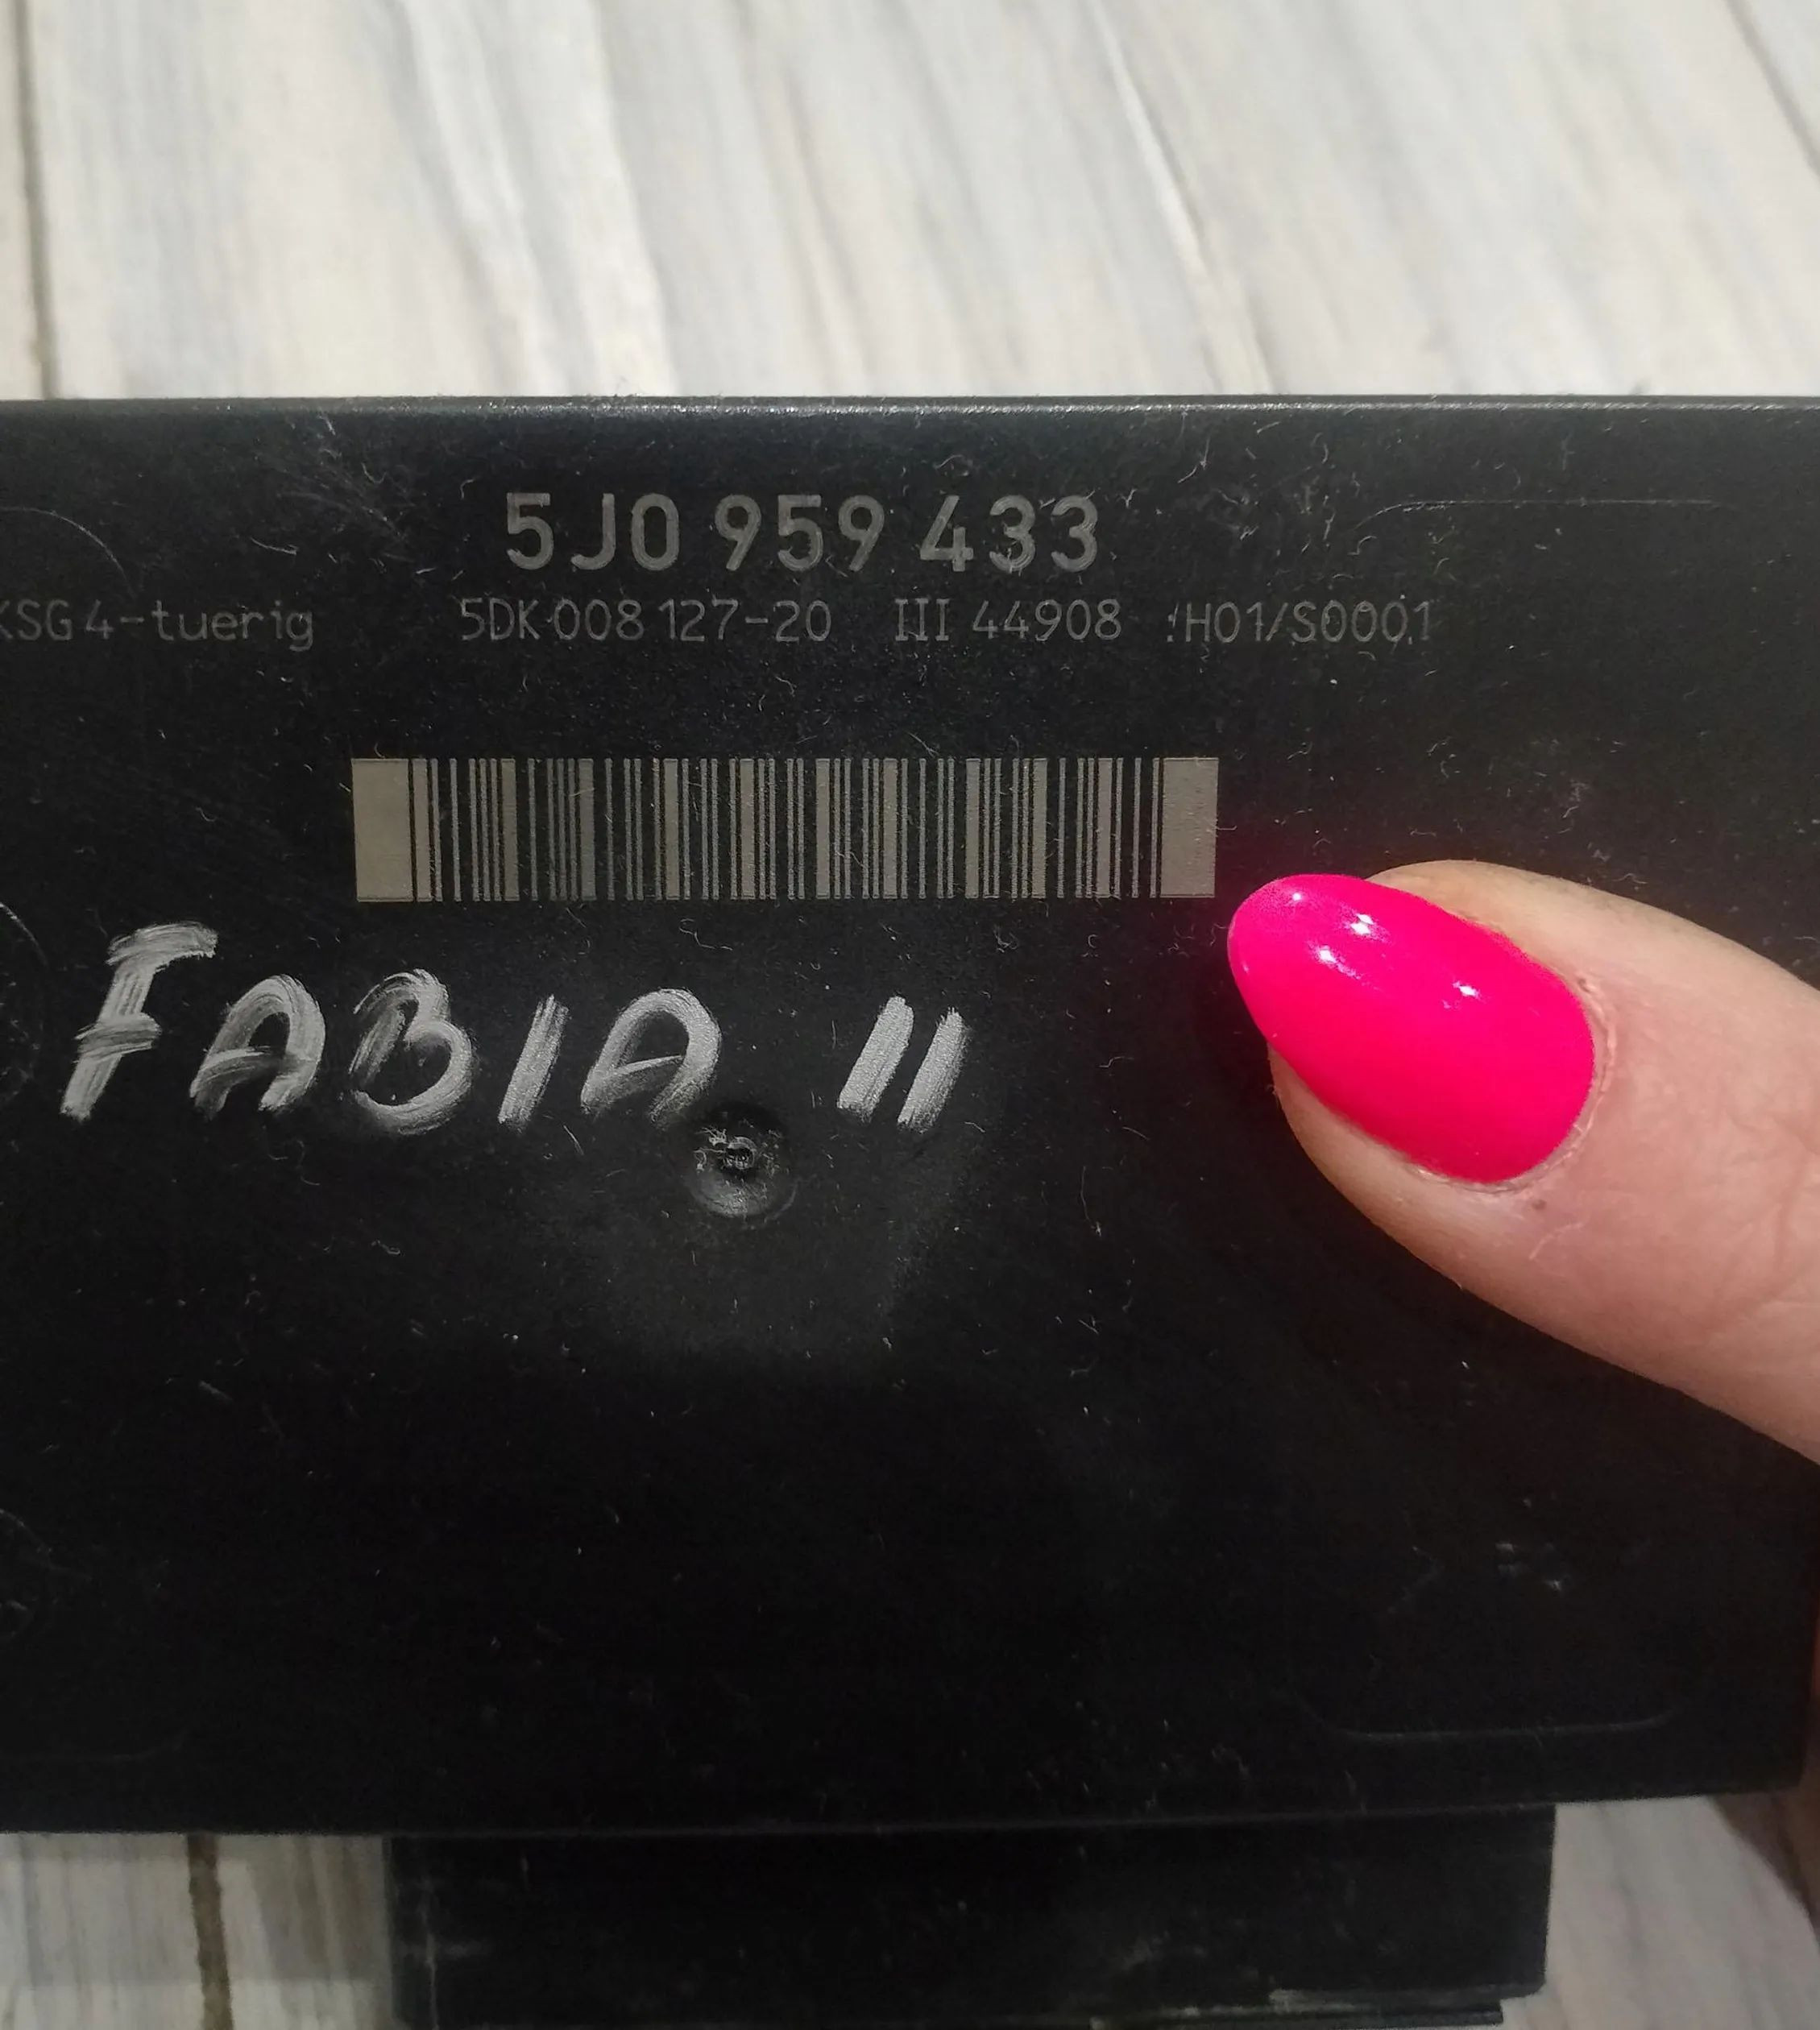 5J0 959 433
KSG 4-tuerig 5DK 008 127-20 III 44908 :H01/S0001
FABIA II